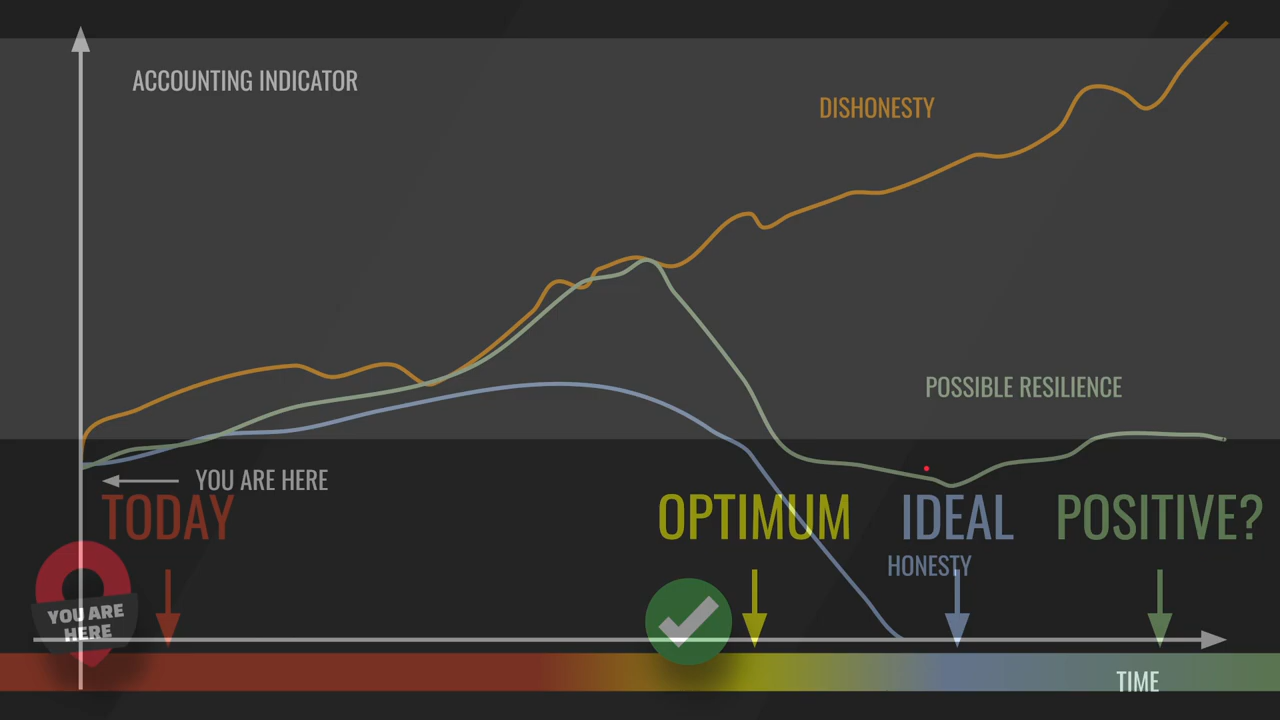 ACCOUNTING INDICATOR
DISHONESTY
POSSIBLE RESILIENCE
YOU ARE HERE
TODAY
OPTIMUM
IDEAL
POSITIVE?
HONESTY
YOU ARE
HERE
TIME